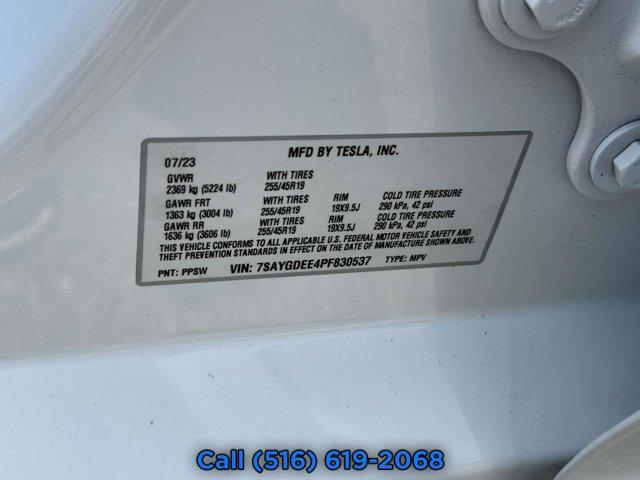 07/23 MFD BY TESLA, INC.
GVWR WITH TIRES
2369 kg (5224 lb) 255/45R19
GAWR FRT WITH TIRES RIM COLD TIRE PRESSURE
1363 kg (3004 lb) 255/45R19 19X9.5J 290 kPa, 42 psi
GAWR RR WITH TIRES RIM COLD TIRE PRESSURE
1636 kg (3606 lb) 255/45R19 19X9.5J 290 kPa, 42 psi
THIS VEHICLE CONFORMS TO ALL APPLICABLE U.S. FEDERAL MOTOR VEHICLE SAFETY AND
THEFT PREVENTION STANDARDS IN EFFECT ON THE DATE OF MANUFACTURE SHOWN ABOVE.
PNT: PPSW VIN: 7SAYGDEE4PF830537 TYPE: MPV
Call (516) 619-2068